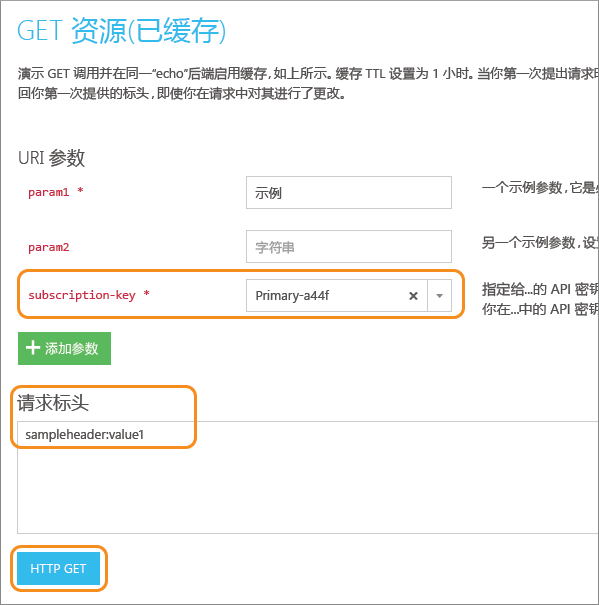 GET 资源(已缓存)
演示 GET 调用并在同一“echo”后端启用缓存，如上所示。缓存 TTL 设置为 1 小时。当你第一次提出请求
回你第一次提供的标头，即使你在请求中对其进行了更改。
URI 参数
param1 * 示例 一个示例参数，它是
param2 字符串 另一个示例参数，设
subscription-key * Primary-a44f × 指定给...的 API 密钥
你在...中的 API 密钥
+ 添加参数
请求标头
sampleheader:value1
HTTP GET